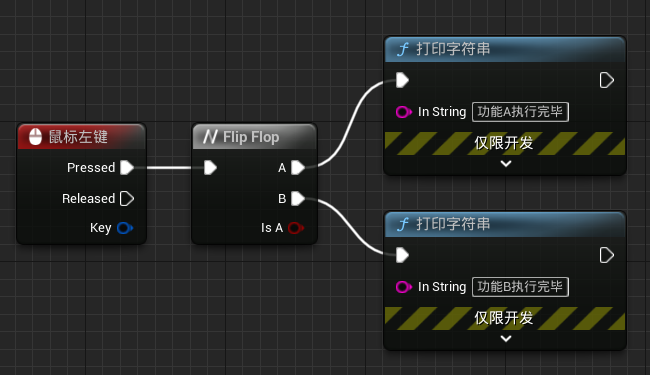 鼠标左键
Pressed
Released
Key
Flip Flop
A
B
Is A
打印字符串
In String 功能A执行完毕
仅限开发
打印字符串
In String 功能B执行完毕
仅限开发